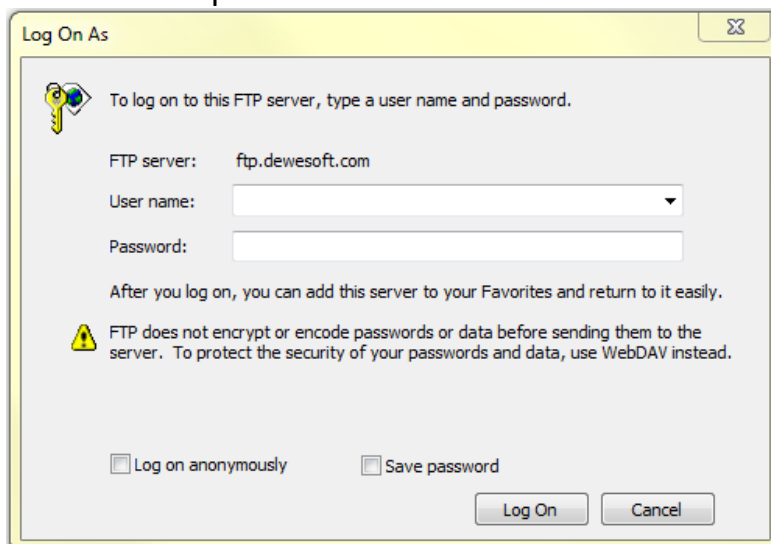 Log On As
To log on to this FTP server, type a user name and password.
FTP server: ftp.dewesoft.com
User name:
Password:
After you log on, you can add this server to your Favorites and return to it easily.
FTP does not encrypt or encode passwords or data before sending them to the
server. To protect the security of your passwords and data, use WebDAV instead.
Log on anonymously Save password
Log On Cancel